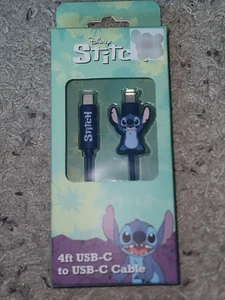 Disney
STITCH
STITCH
4ft USB-C
to USB-C Cable